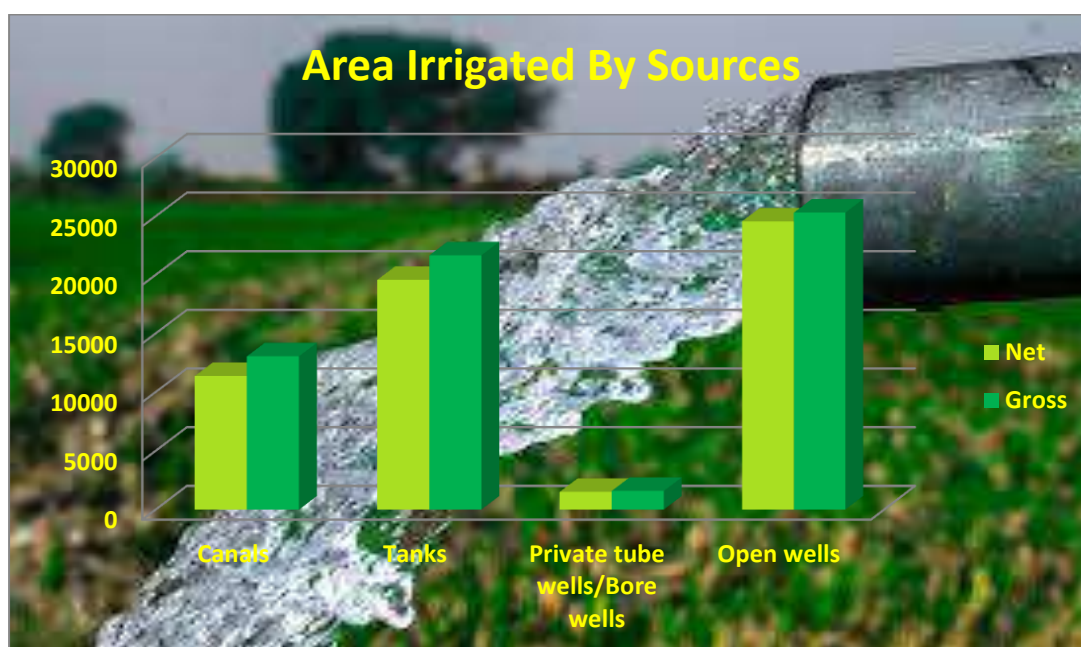 Area Irrigated By Sources
30000
25000
20000
15000
10000
5000
0
Canals
Tanks
Private tube
wells/Bore
wells
Open wells
Net
Gross